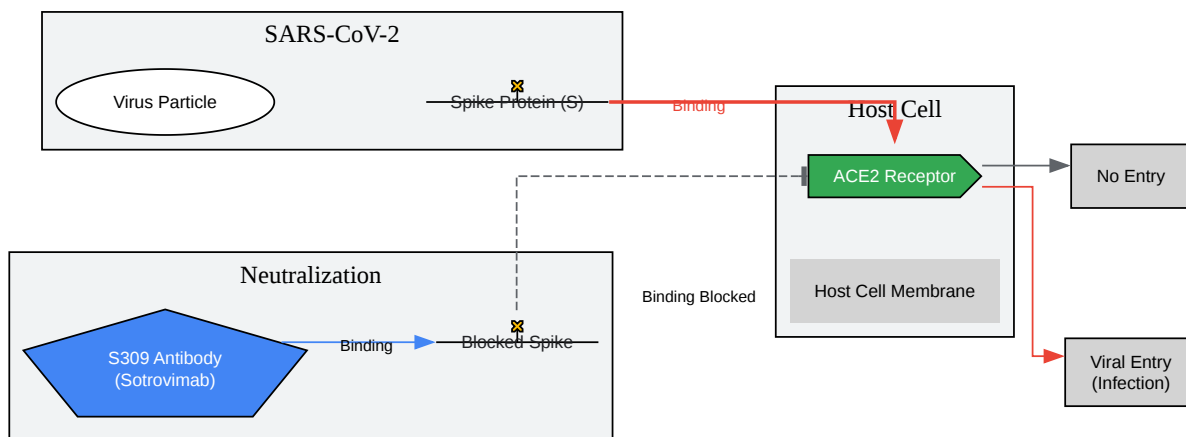 SARS-CoV-2
Virus Particle
Spike Protein (S)
Binding
Host Cell
ACE2 Receptor
No Entry
Neutralization
Host Cell Membrane
Binding Blocked
S309 Antibody
(Sotrovimab)
Binding
Blocked Spike
Viral Entry
(Infection)